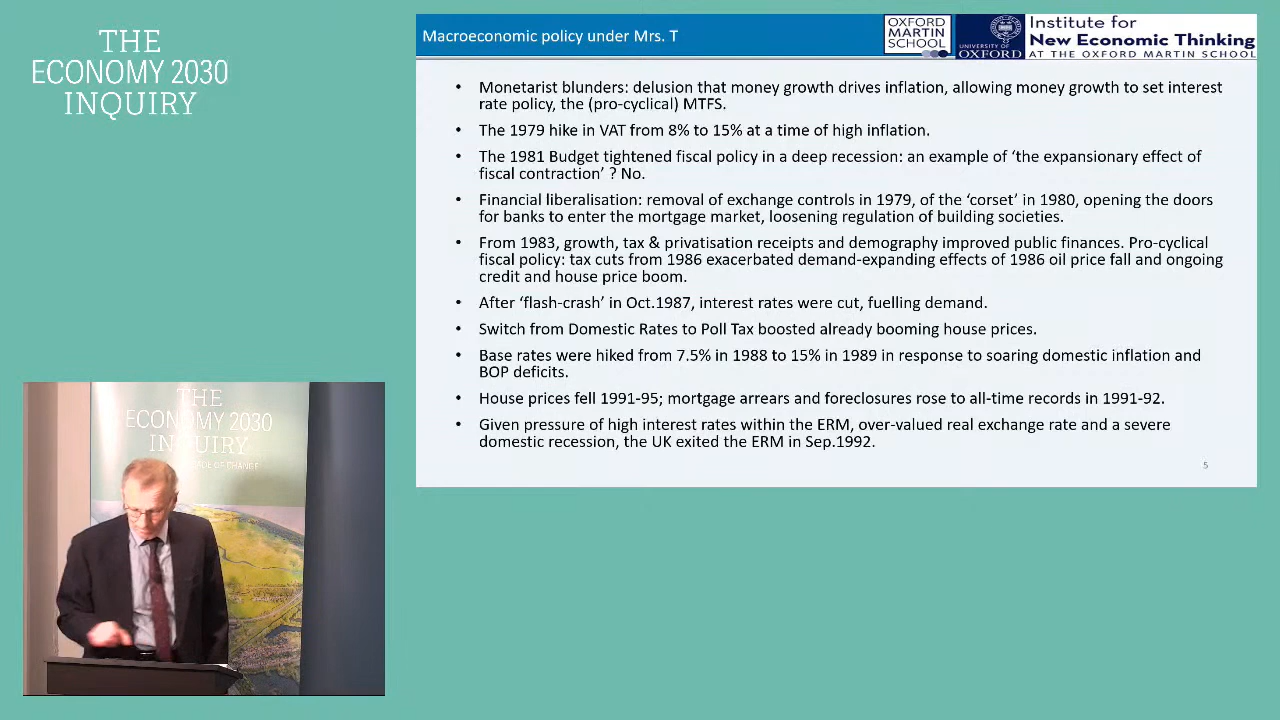 THE
ECONOMY 2030
INQUIRY
Macroeconomic policy under Mrs. T
OXFORD
MARTIN
SCHOOL
UNIVERSITY OF
OXFORD
Institute for
New Economic Thinking
AT THE OXFORD MARTIN SCHOOL
• Monetarist blunders: delusion that money growth drives inflation, allowing money growth to set interest
rate policy, the (pro-cyclical) MTFS.
• The 1979 hike in VAT from 8% to 15% at a time of high inflation.
• The 1981 Budget tightened fiscal policy in a deep recession: an example of ‘the expansionary effect of
fiscal contraction’ ? No.
• Financial liberalisation: removal of exchange controls in 1979, of the ‘corset’ in 1980, opening the doors
for banks to enter the mortgage market, loosening regulation of building societies.
• From 1983, growth, tax & privatisation receipts and demography improved public finances. Pro-cyclical
fiscal policy: tax cuts from 1986 exacerbated demand-expanding effects of 1986 oil price fall and ongoing
credit and house price boom.
• After ‘flash-crash’ in Oct.1987, interest rates were cut, fuelling demand.
• Switch from Domestic Rates to Poll Tax boosted already booming house prices.
• Base rates were hiked from 7.5% in 1988 to 15% in 1989 in response to soaring domestic inflation and
BOP deficits.
• House prices fell 1991-95; mortgage arrears and foreclosures rose to all-time records in 1991-92.
• Given pressure of high interest rates within the ERM, over-valued real exchange rate and a severe
domestic recession, the UK exited the ERM in Sep.1992.
5
THE
ECONOMY 2030
INQUIRY
OF CHANGE